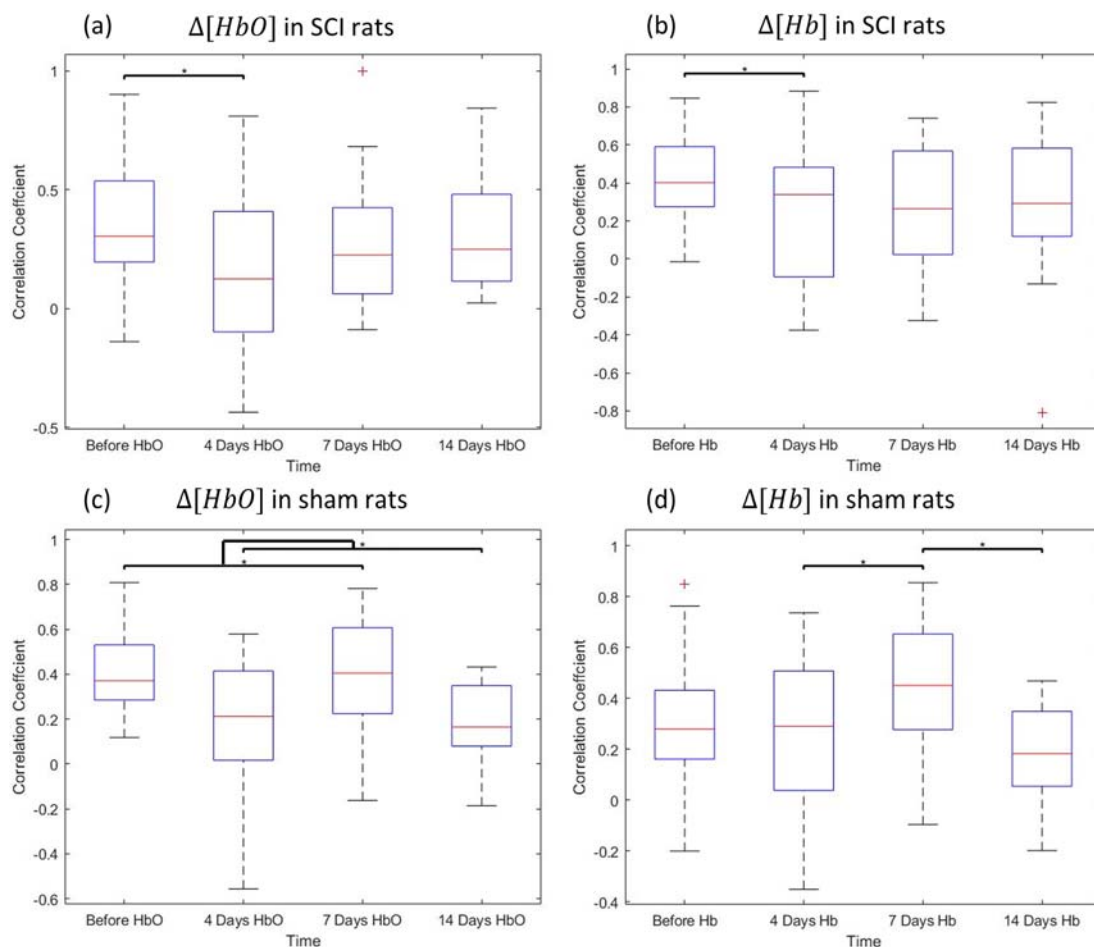 (a) Δ[HbO] in SCI rats
*
1
0.5
0
-0.5
Correlation Coeffcient
Before HbO 4 Days HbO 7 Days HbO 14 Days HbO
Time
(b) Δ[Hb] in SCI rats
*
1
0.8
0.6
0.4
0.2
0
-0.2
-0.4
-0.6
-0.8
Correlation Coeffcient
Before Hb 4 Days Hb 7 Days Hb 14 Days Hb
Time
(c) Δ[HbO] in sham rats
*
*
1
0.8
0.6
0.4
0.2
0
-0.2
-0.4
-0.6
Correlation Coeffcient
Before HbO 4 Days HbO 7 Days HbO 14 Days HbO
Time
(d) Δ[Hb] in sham rats
*
*
1
0.8
0.6
0.4
0.2
0
-0.2
-0.4
Correlation Coeffcient
Before Hb 4 Days Hb 7 Days Hb 14 Days Hb
Time